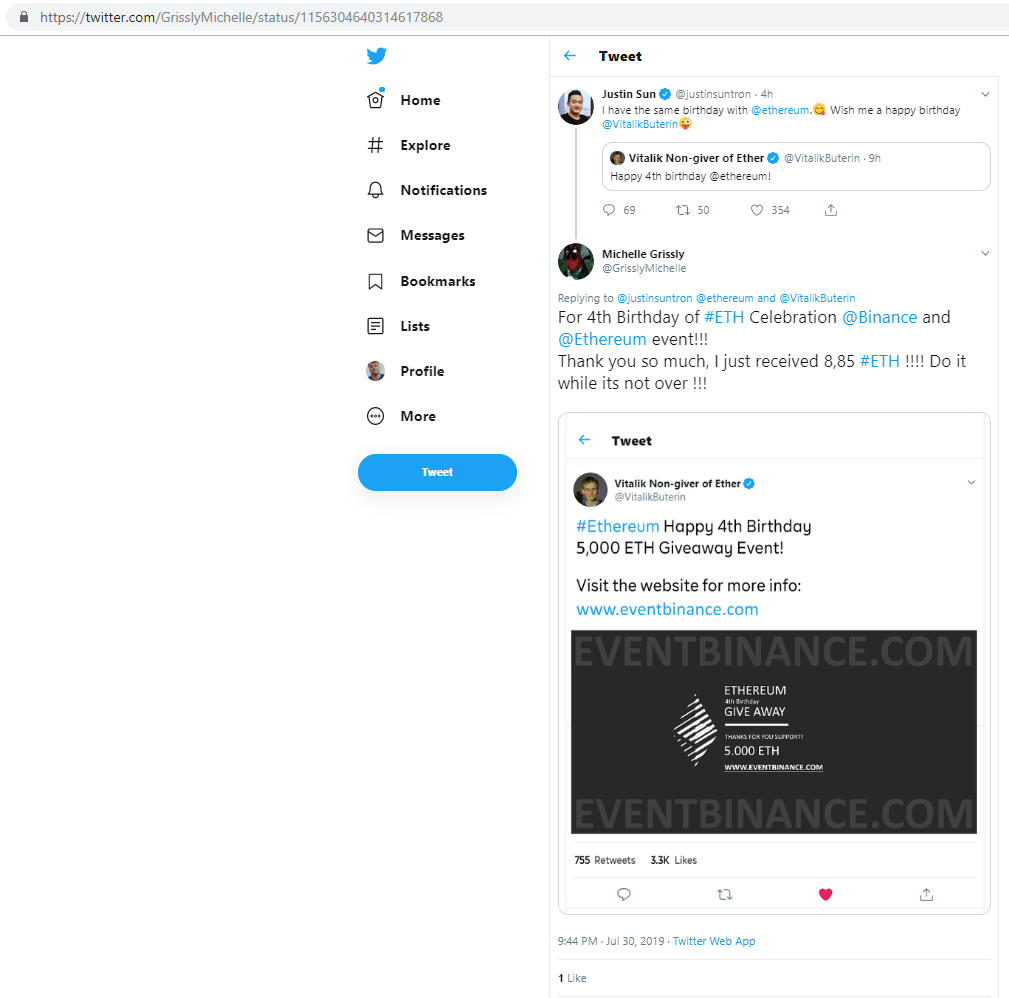 https://twitter.com/GrisslyMichelle/status/1156304640314617868
Home
Explore
Notifications
Messages
Bookmarks
Lists
Profile
More
Tweet
Tweet
Justin Sun @justinsuntron · 4h
I have the same birthday with @ethereum.😋 Wish me a happy birthday
@VitalikButerin😜
Vitalik Non-giver of Ether @VitalikButerin · 9h
Happy 4th birthday @ethereum!
69 50 354
Michelle Grissly
@GrisslyMichelle
Replying to @justinsuntron @ethereum and @VitalikButerin
For 4th Birthday of #ETH Celebration @Binance and
@Ethereum event!!!
Thank you so much, I just received 8,85 #ETH !!!! Do it
while its not over !!!
Tweet
Vitalik Non-giver of Ether
@VitalikButerin
#Ethereum Happy 4th Birthday
5,000 ETH Giveaway Event!
Visit the website for more info:
www.eventbinance.com
EVENTBINANCE.COM
ETHEREUM
4th Birthday
GIVE AWAY
THANKS FOR YOU SUPPORT!
5.000 ETH
WWW.EVENTBINANCE.COM
EVENTBINANCE.COM
755 Retweets 3.3K Likes
9:44 PM · Jul 30, 2019 · Twitter Web App
1 Like